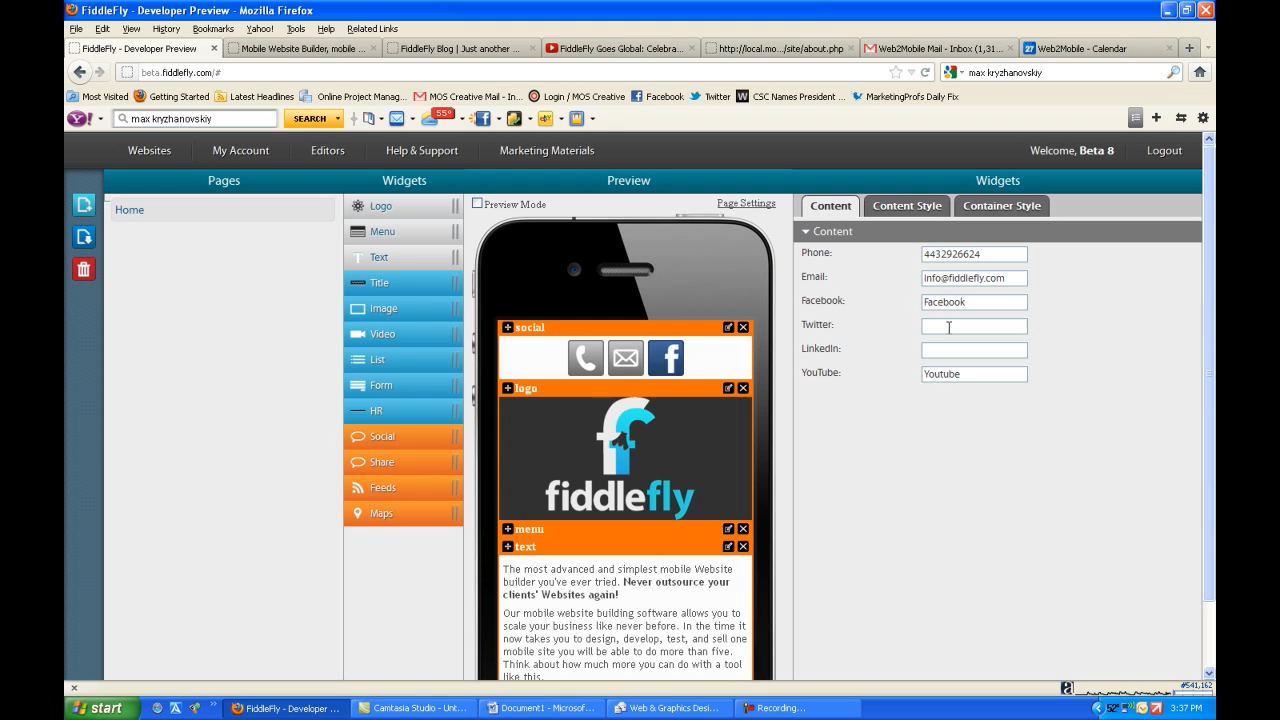 FiddleFly - Developer Preview - Mozilla Firefox
File Edit View History Bookmarks Yahoo! Tools Help Related Links
FiddleFly - Developer Preview
Mobile Website Builder, mobile ...
FiddleFly Blog | Just another ...
FiddleFly Goes Global: Celebra...
http://local.mo.../site/about.php
Web2Mobile Mail - Inbox (1,31...
27 Web2Mobile - Calendar
beta.fiddlefly.com/#
max kryzhanovskiy
Most Visited Getting Started Latest Headlines Online Project Manag... MOS Creative Mail - In... Login / MOS Creative Facebook Twitter CSC Names President ... MarketingProfs Daily Fix
Y! max kryzhanovskiy SEARCH 55°
Websites My Account Editors Help & Support Marketing Materials Welcome, Beta 8 Logout
Pages Widgets Preview Widgets
Home
Logo
Menu
Text
Title
Image
Video
List
Form
HR
Social
Share
Feeds
Maps
Preview Mode Page Settings
social
logo
fiddlefly
menu
text
The most advanced and simplest mobile Website
builder you've ever tried. Never outsource your
clients' Websites again!
Our mobile website building software allows you to
scale your business like never before. In the time it
now takes you to design, develop, test, and sell one
mobile site you will be able to do more than five.
Think about how much more you can do with a tool
like this.
Content Content Style Container Style
Content
Phone: 4432926624
Email: Info@fiddlefly.com
Facebook: Facebook
Twitter:
LinkedIn:
YouTube: Youtube
#541,162
start FiddleFly - Developer ... Camtasia Studio - Unt... Document1 - Microsof... Web & Graphics Desi... Recording... 52° 3:37 PM